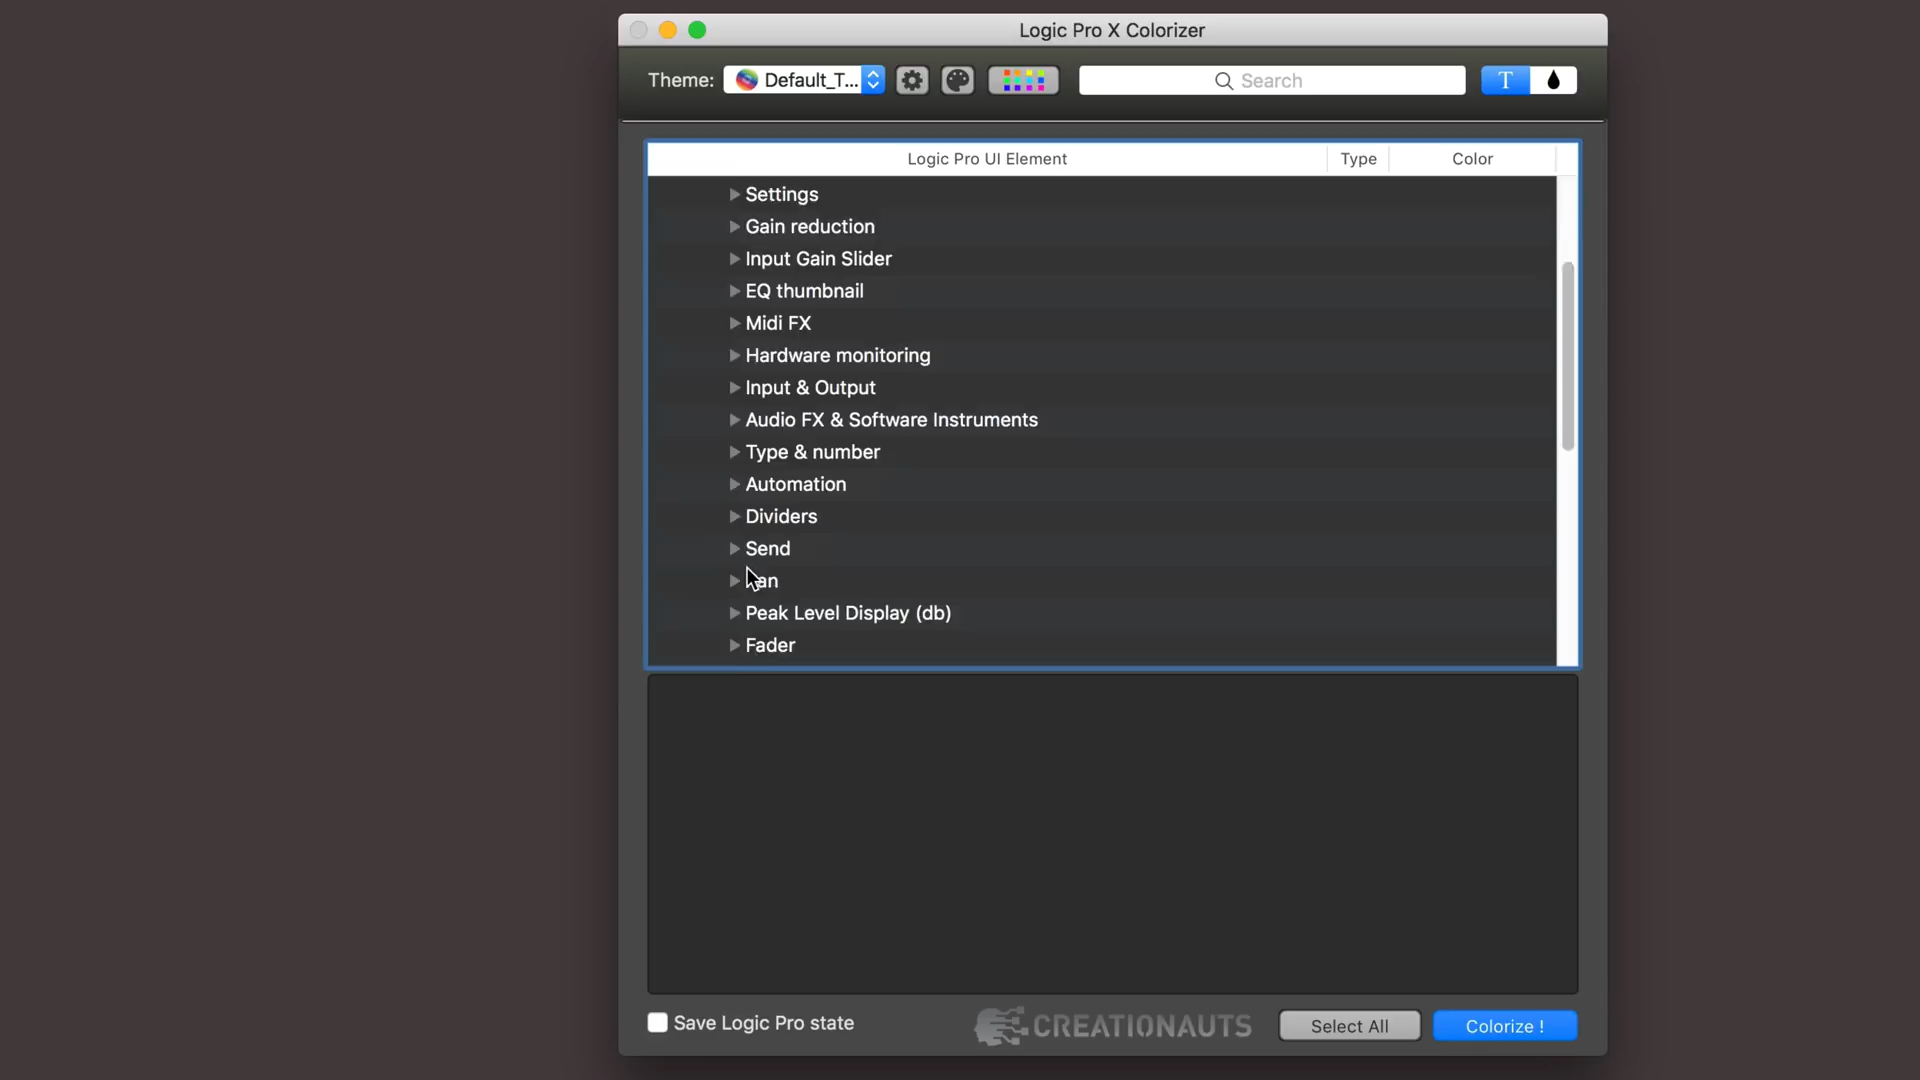 Logic Pro X Colorizer
Theme: Default_T... Search T
Logic Pro UI Element Type Color
Settings
Gain reduction
Input Gain Slider
EQ thumbnail
Midi FX
Hardware monitoring
Input & Output
Audio FX & Software Instruments
Type & number
Automation
Dividers
Send
an
Peak Level Display (db)
Fader
Save Logic Pro state CREATIONAUTS Select All Colorize !